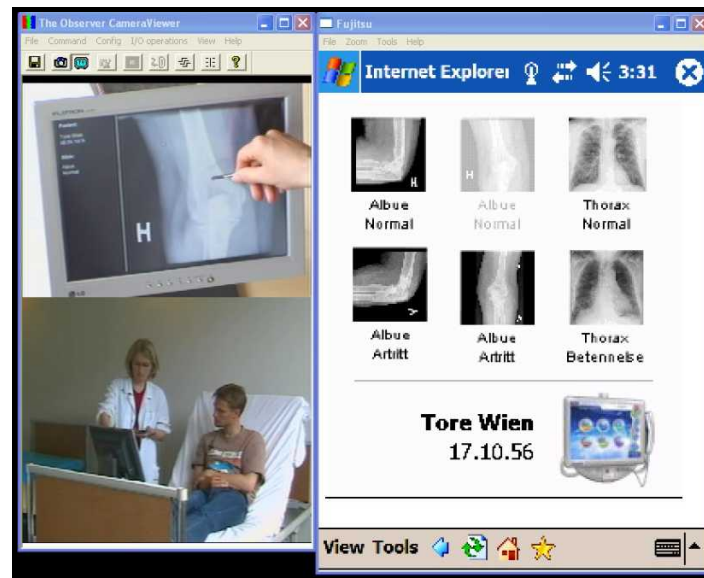 The Observer CameraViewer
File Command Config I/O operations View Help
H
LG
Fujitsu
File Zoom Tools Help
Internet Explorer 3:31
H
H
Albue
Normal
Albue
Normal
Thorax
Normal
Albue
Artritt
Albue
Artritt
Thorax
Betennelse
Tore Wien
17.10.56
View Tools